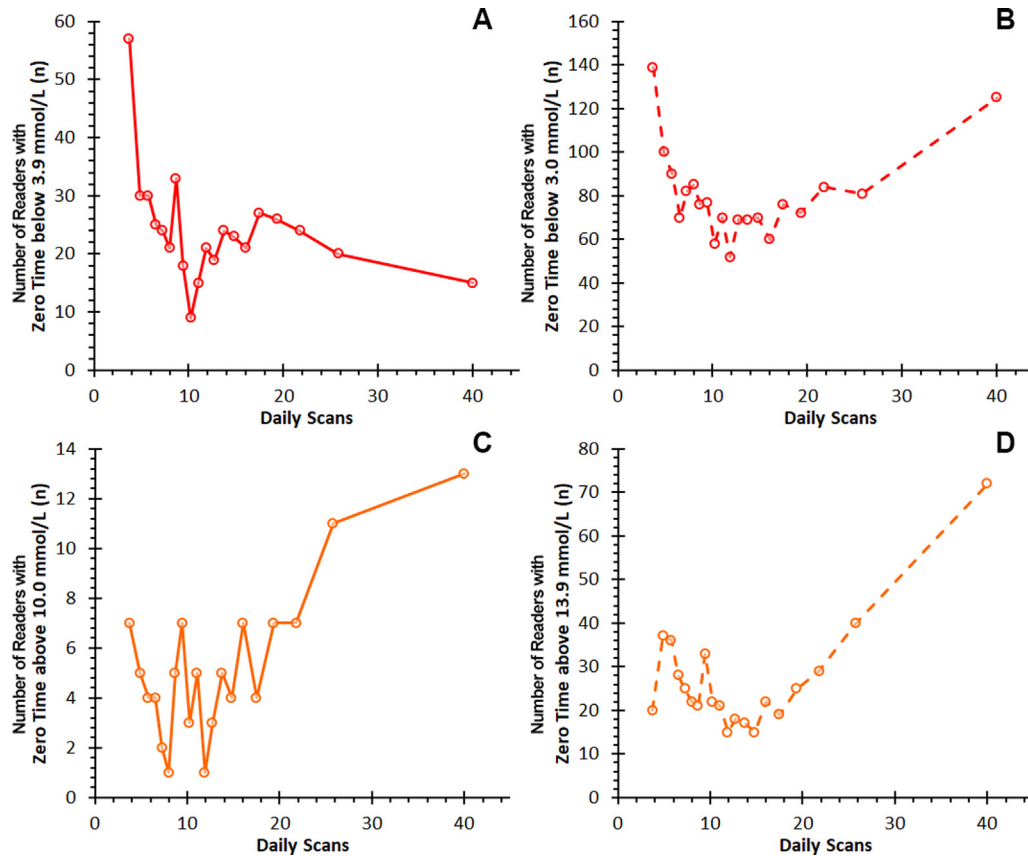 A
Number of Readers with
Zero Time below 3.9 mmol/L (n)
60
50
40
30
20
10
0
0 10 20 30 40
Daily Scans
B
Number of Readers with
Zero Time below 3.0 mmol/L (n)
160
140
120
100
80
60
40
20
0
0 10 20 30 40
Daily Scans
C
Number of Readers with
Zero Time above 10.0 mmol/L (n)
14
12
10
8
6
4
2
0
0 10 20 30 40
Daily Scans
D
Number of Readers with
Zero Time above 13.9 mmol/L (n)
80
70
60
50
40
30
20
10
0
0 10 20 30 40
Daily Scans